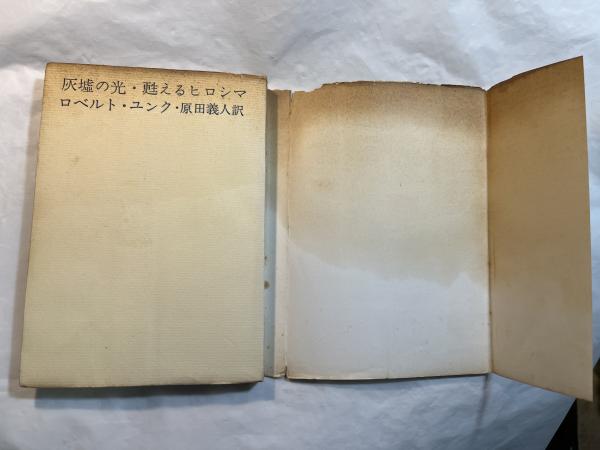 灰墟の光・甦えるヒロシマ
ロベルト・ユンク・原田義人訳